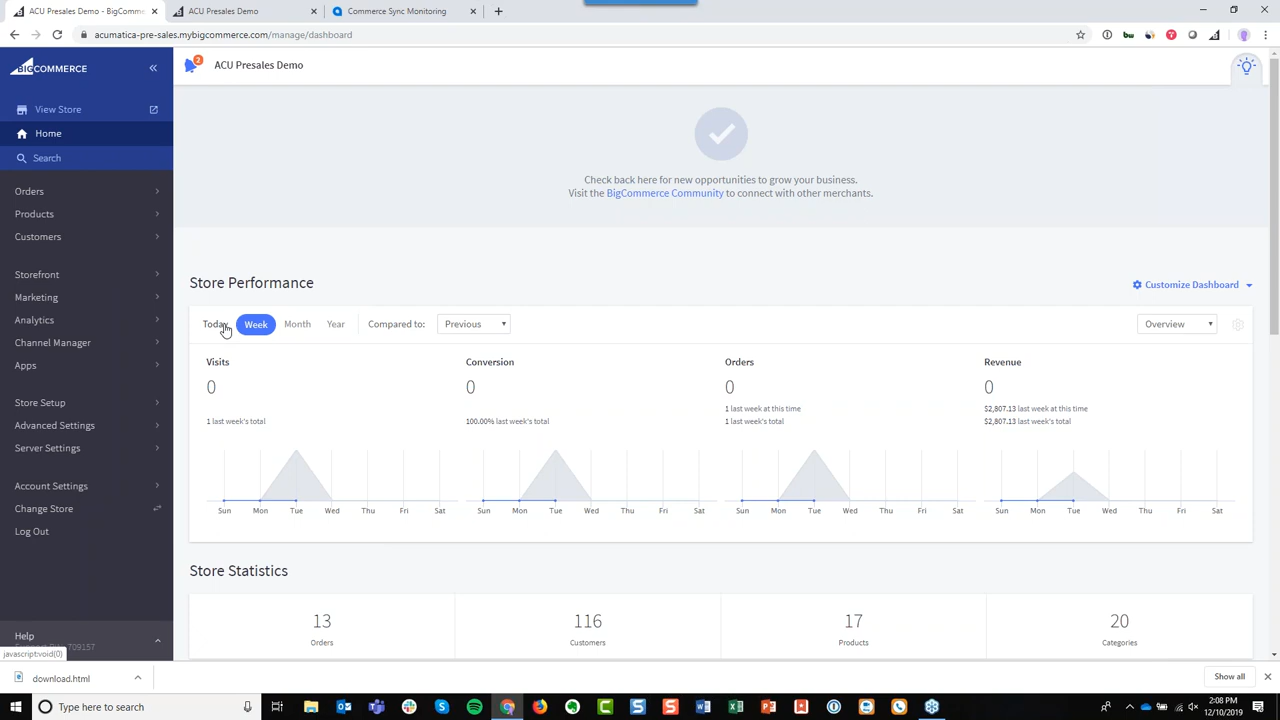 ACU Presales Demo - BigComme
ACU Presales Demo
Commerce Sync Monitoring
acumatica-pre-sales.mybigcommerce.com/manage/dashboard
BIGCOMMERCE
2
ACU Presales Demo
View Store
Home
Search
Orders
Products
Customers
Storefront
Marketing
Analytics
Channel Manager
Apps
Store Setup
Advanced Settings
Server Settings
Account Settings
Change Store
Log Out
Help
709157
javascript:void(0)
Check back here for new opportunities to grow your business.
Visit the BigCommerce Community to connect with other merchants.
Store Performance
Customize Dashboard
Today Week Month Year Compared to: Previous Overview
Visits Conversion Orders Revenue
0 0 0 0
1 last week at this time $2,807.13 last week at this time
1 last week's total 100.00% last week's total 1 last week's total $2,807.13 last week's total
Sun Mon Tue Wed Thu Fri Sat Sun Mon Tue Wed Thu Fri Sat Sun Mon Tue Wed Thu Fri Sat Sun Mon Tue Wed Thu Fri Sat
Store Statistics
13 116 17 20
Orders Customers Products Categories
download.html
Show all
Type here to search
2:08 PM
12/10/2019